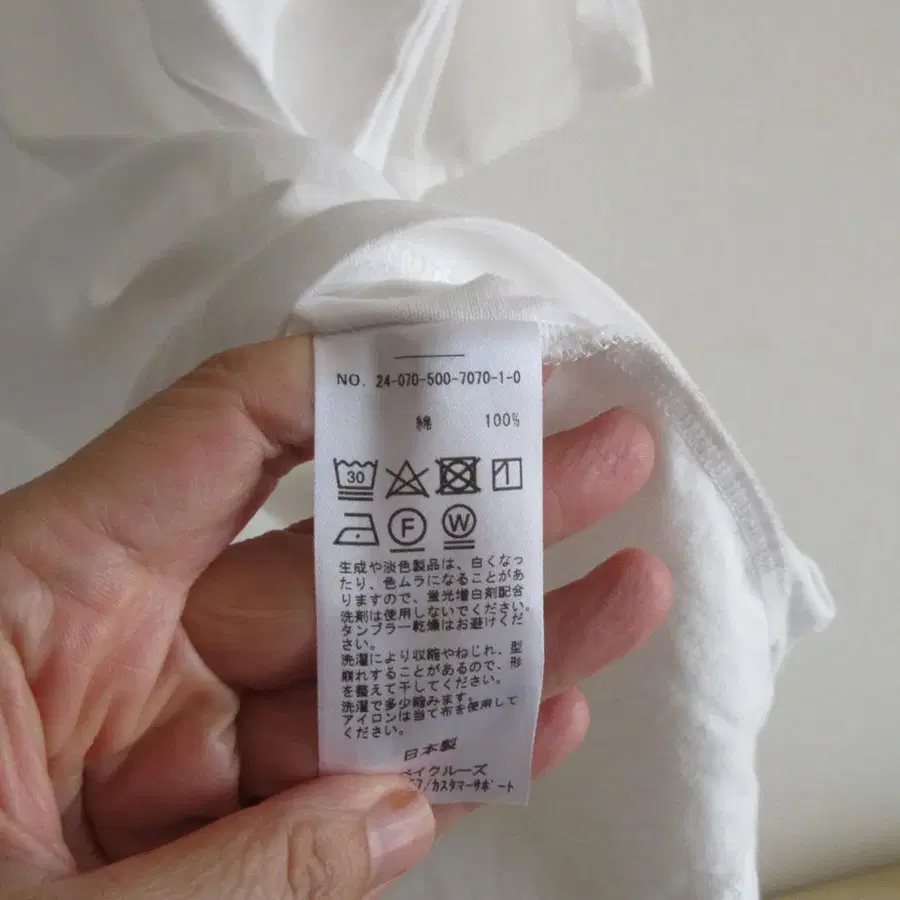 NO. 24-070-500-7070-1-0
綿 100%
30
F W
生成や淡色製品は、白くなっ
たり、色ムラになることがあ
りますので、蛍光増白剤配合
洗剤は使用しないでください。
タンブラー乾燥はお避けくだ
さい。
洗濯により収縮やねじれ、型
崩れすることがあるので、形
を整えて干してください。
洗濯で多少縮みます。
アイロンは当て布を使用して
ください。
日本製
ベイクルーズ
/カスタマーサポート